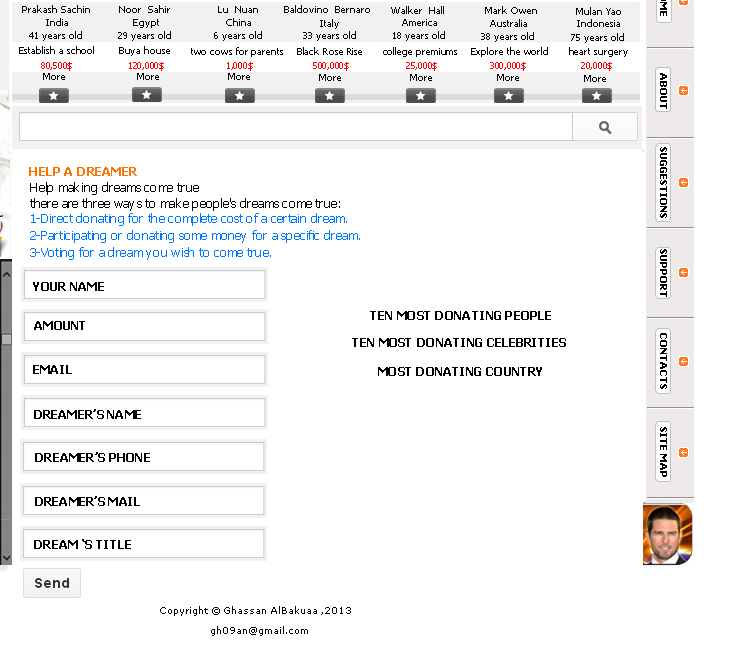 Prakash Sachin
India
41 years old
Establish a school
80,500$
More
Noor Sahir
Egypt
29 years old
Buya house
120,000$
More
Lu Nuan
China
6 years old
two cows for parents
1,000$
More
Baldovino Bernaro
Italy
33 years old
Black Rose Rise
500,000$
More
Walker Hall
America
18 years old
college premiums
25,000$
More
Mark Owen
Australia
38 years old
Explore the world
300,000$
More
Mulan Yao
Indonesia
75 years old
heart surgery
20,000$
More
HELP A DREAMER
Help making dreams come true
there are three ways to make people's dreams come true:
1-Direct donating for the complete cost of a certain dream.
2-Participating or donating some money for a specific dream.
3-Voting for a dream you wish to come true.
YOUR NAME
AMOUNT
EMAIL
DREAMER'S NAME
DREAMER'S PHONE
DREAMER'S MAIL
DREAM 'S TITLE
Send
TEN MOST DONATING PEOPLE
TEN MOST DONATING CELEBRITIES
MOST DONATING COUNTRY
ABOUT
SUGGESTIONS
SUPPORT
CONTACTS
SITE MAP
Copyright © Ghassan AlBakuaa ,2013
gh09an@gmail.com